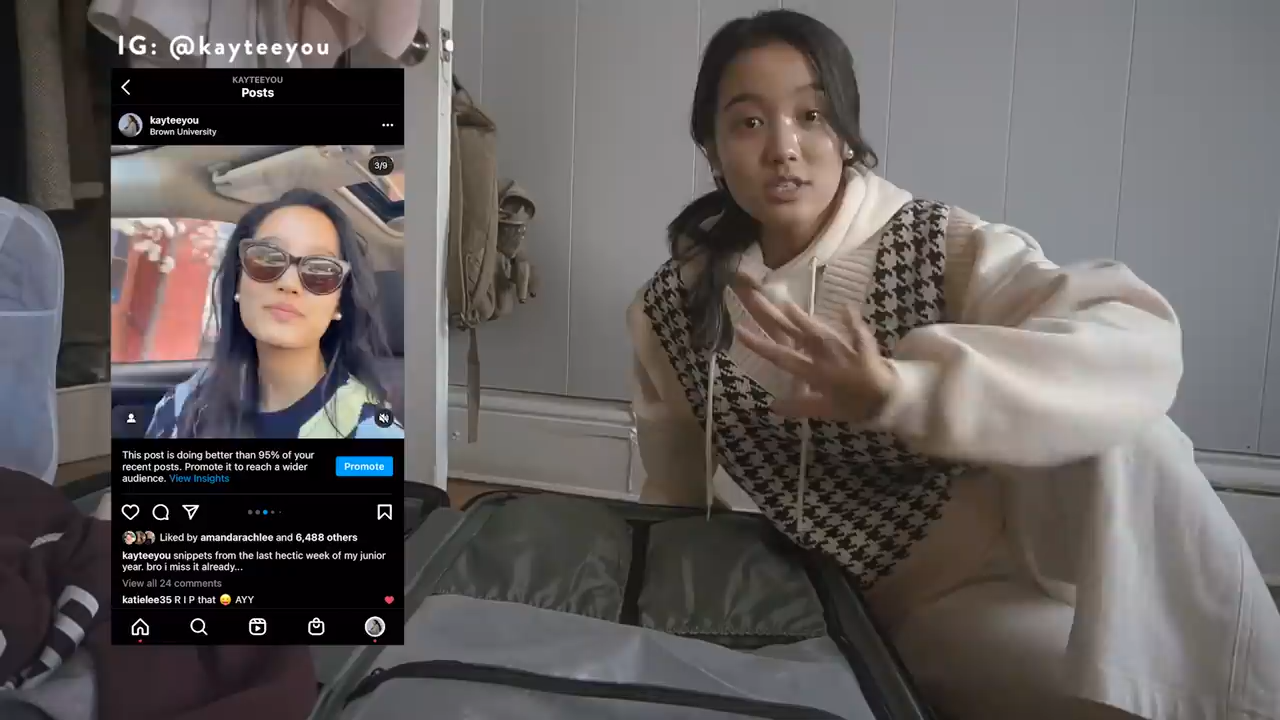 IG: @kayteeyou
KAYTEEYOU
Posts
kayteeyou
Brown University
3/9
This post is doing better than 95% of your
recent posts. Promote it to reach a wider
audience. View Insights
Promote
Liked by amandarachlee and 6,488 others
kayteeyou snippets from the last hectic week of my junior
year. bro i miss it already...
View all 24 comments
katielee35 R I P that 😄 AYY